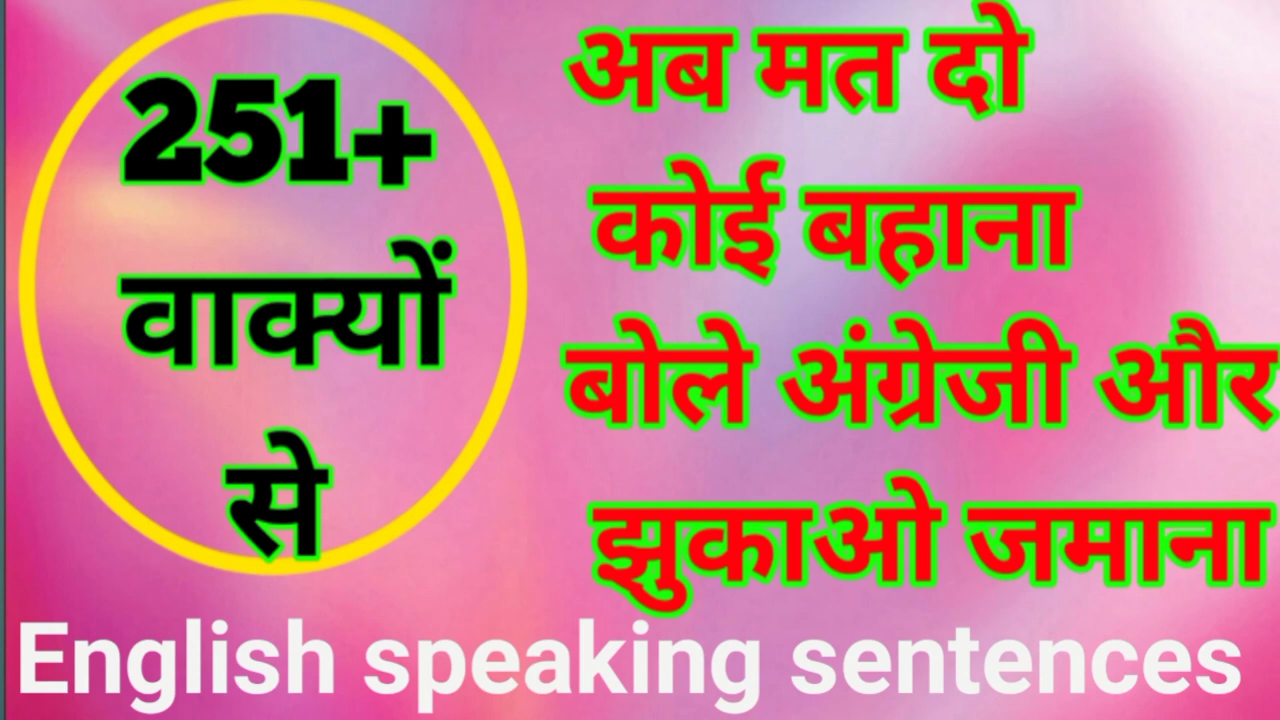 251+
वाक्यों
से
अब मत दो
कोई बहाना
बोले अंग्रेजी और
झुकाओ जमाना
English speaking sentences